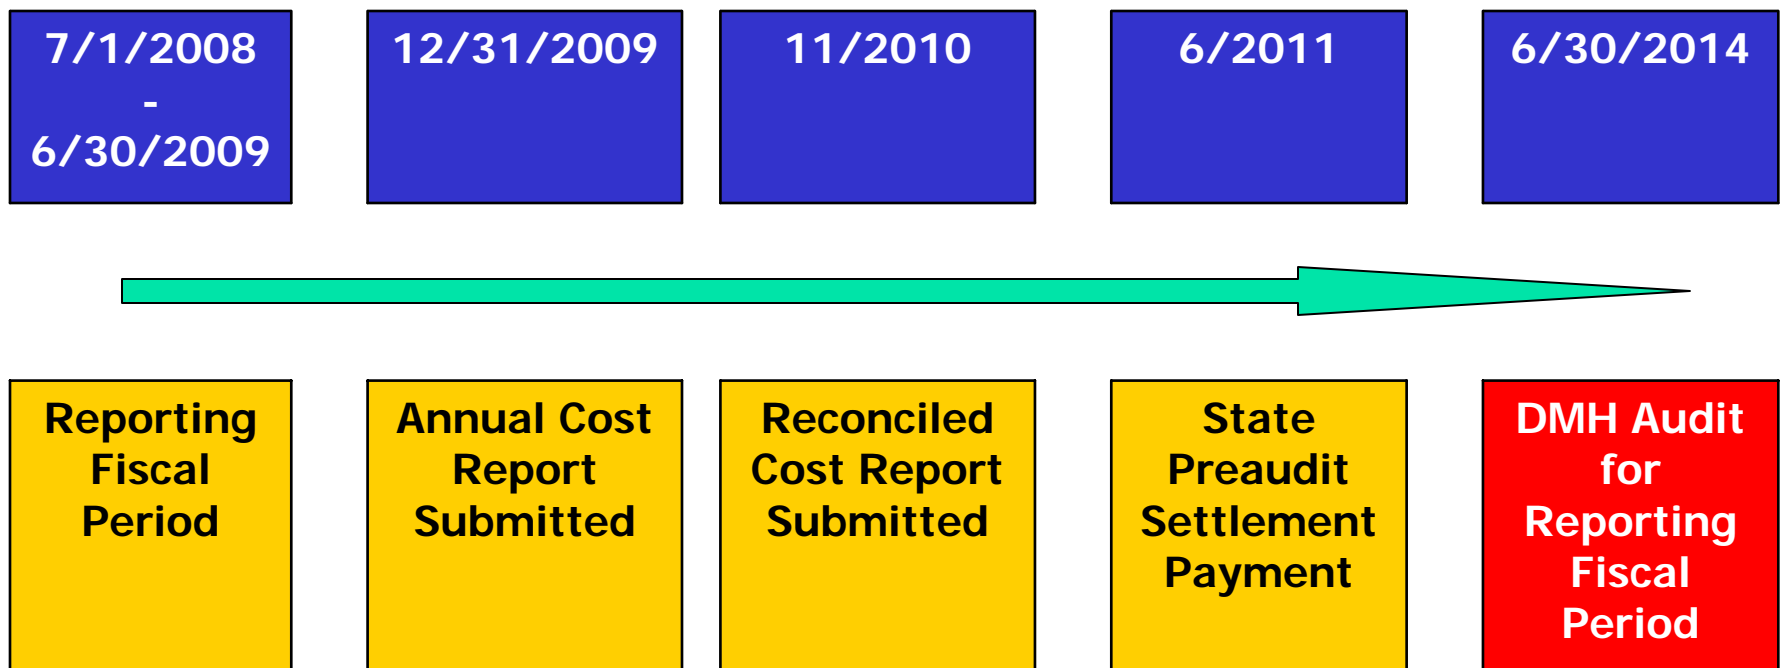 7/1/2008
-
6/30/2009
12/31/2009
11/2010
6/2011
6/30/2014
Reporting
Fiscal
Period
Annual Cost
Report
Submitted
Reconciled
Cost Report
Submitted
State
Preaudit
Settlement
Payment
DMH Audit
for
Reporting
Fiscal
Period